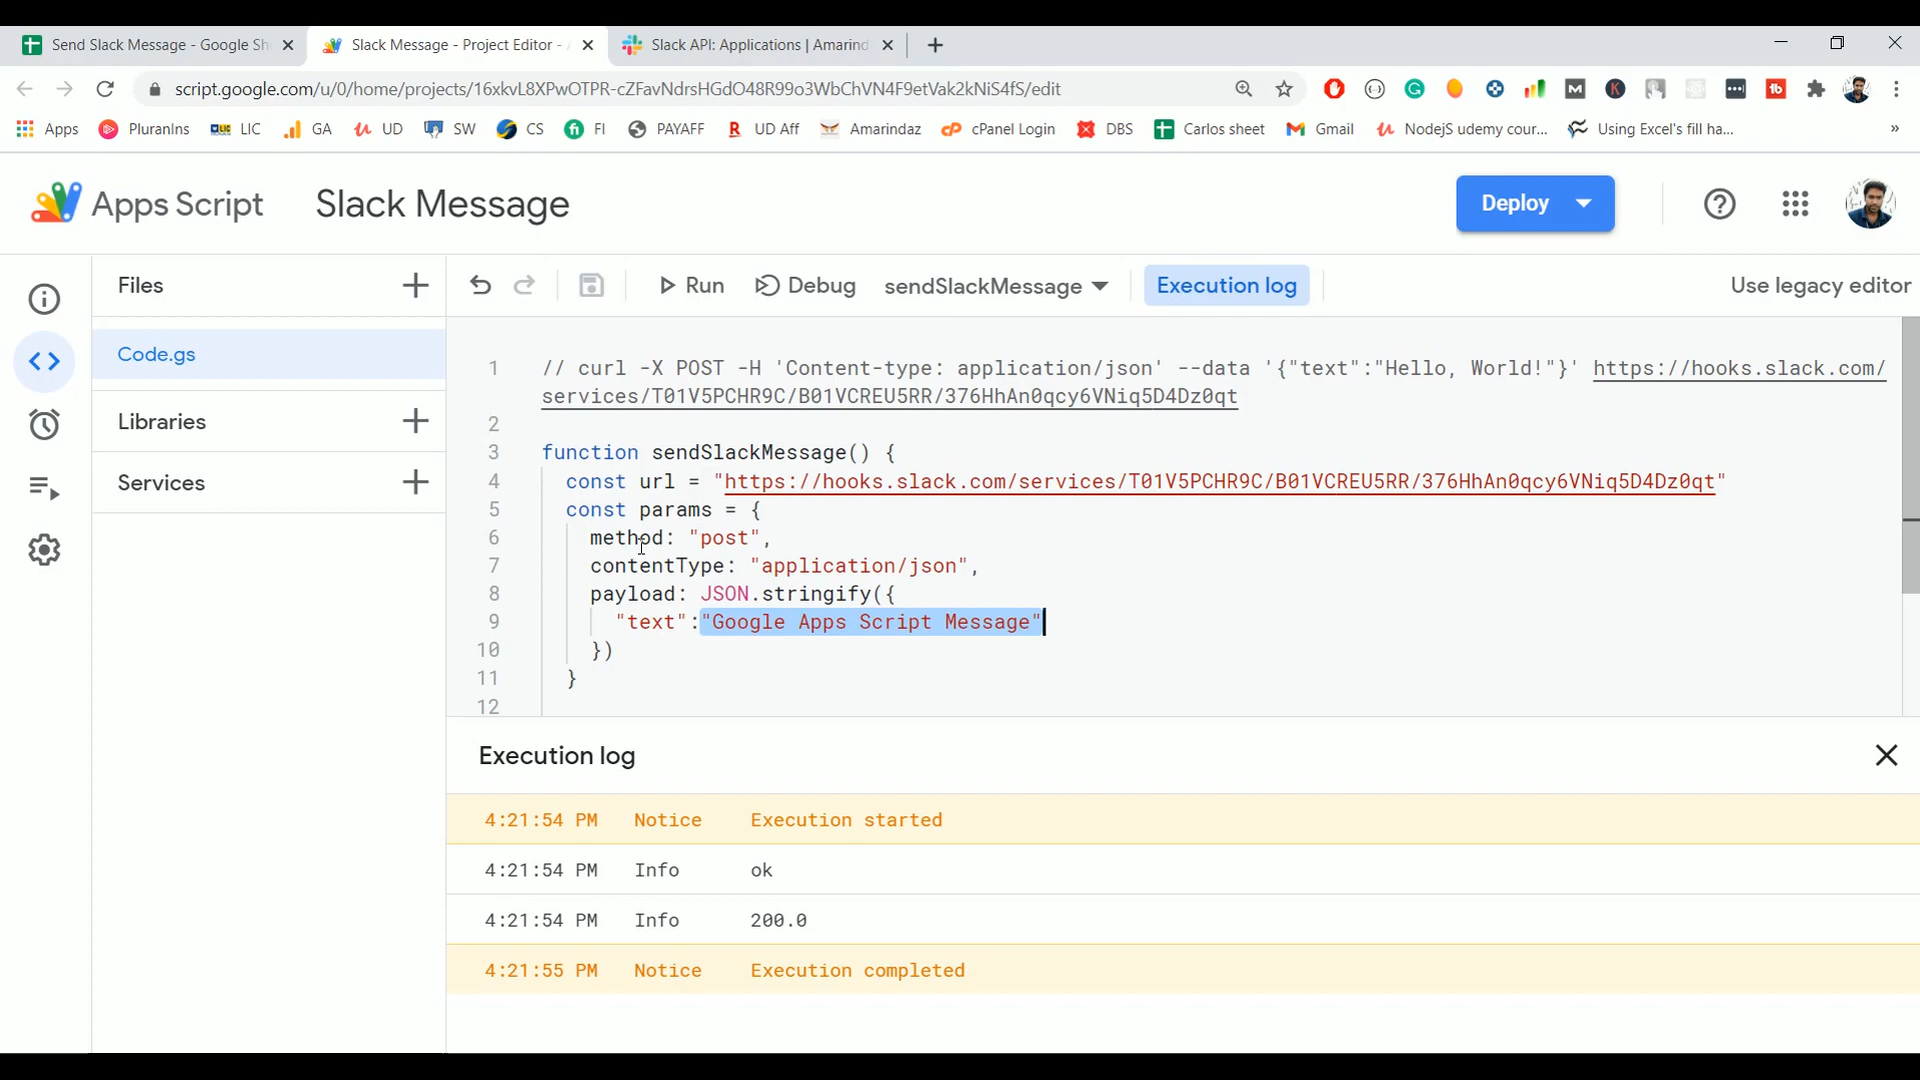 Send Slack Message - Google Sh
Slack Message - Project Editor -
Slack API: Applications | Amarind
script.google.com/u/0/home/projects/16xkvL8XPwOTPR-cZFavNdrsHGdO48R99o3WbChVN4F9etVak2kNiS4fS/edit
Apps PluranIns LIC GA UD SW CS FI PAYAFF UD Aff Amarindaz cPanel Login DBS Carlos sheet Gmail NodejS udemy cour... Using Excel's fill ha... »
Apps Script Slack Message Deploy
Files Run Debug sendSlackMessage Execution log Use legacy editor
Code.gs
Libraries
Services
1 // curl -X POST -H 'Content-type: application/json' --data '{"text":"Hello, World!"}' https://hooks.slack.com/
services/T01V5PCHR9C/B01VCREU5RR/376HhAn0qcy6VNiq5D4Dz0qt
2
3 function sendSlackMessage() {
4 const url = "https://hooks.slack.com/services/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"
5 const params = {
6 method: "post",
7 contentType: "application/json",
8 payload: JSON.stringify({
9 "text":"Google Apps Script Message"
10 })
11 }
12
Execution log
4:21:54 PM Notice Execution started
4:21:54 PM Info ok
4:21:54 PM Info 200.0
4:21:55 PM Notice Execution completed